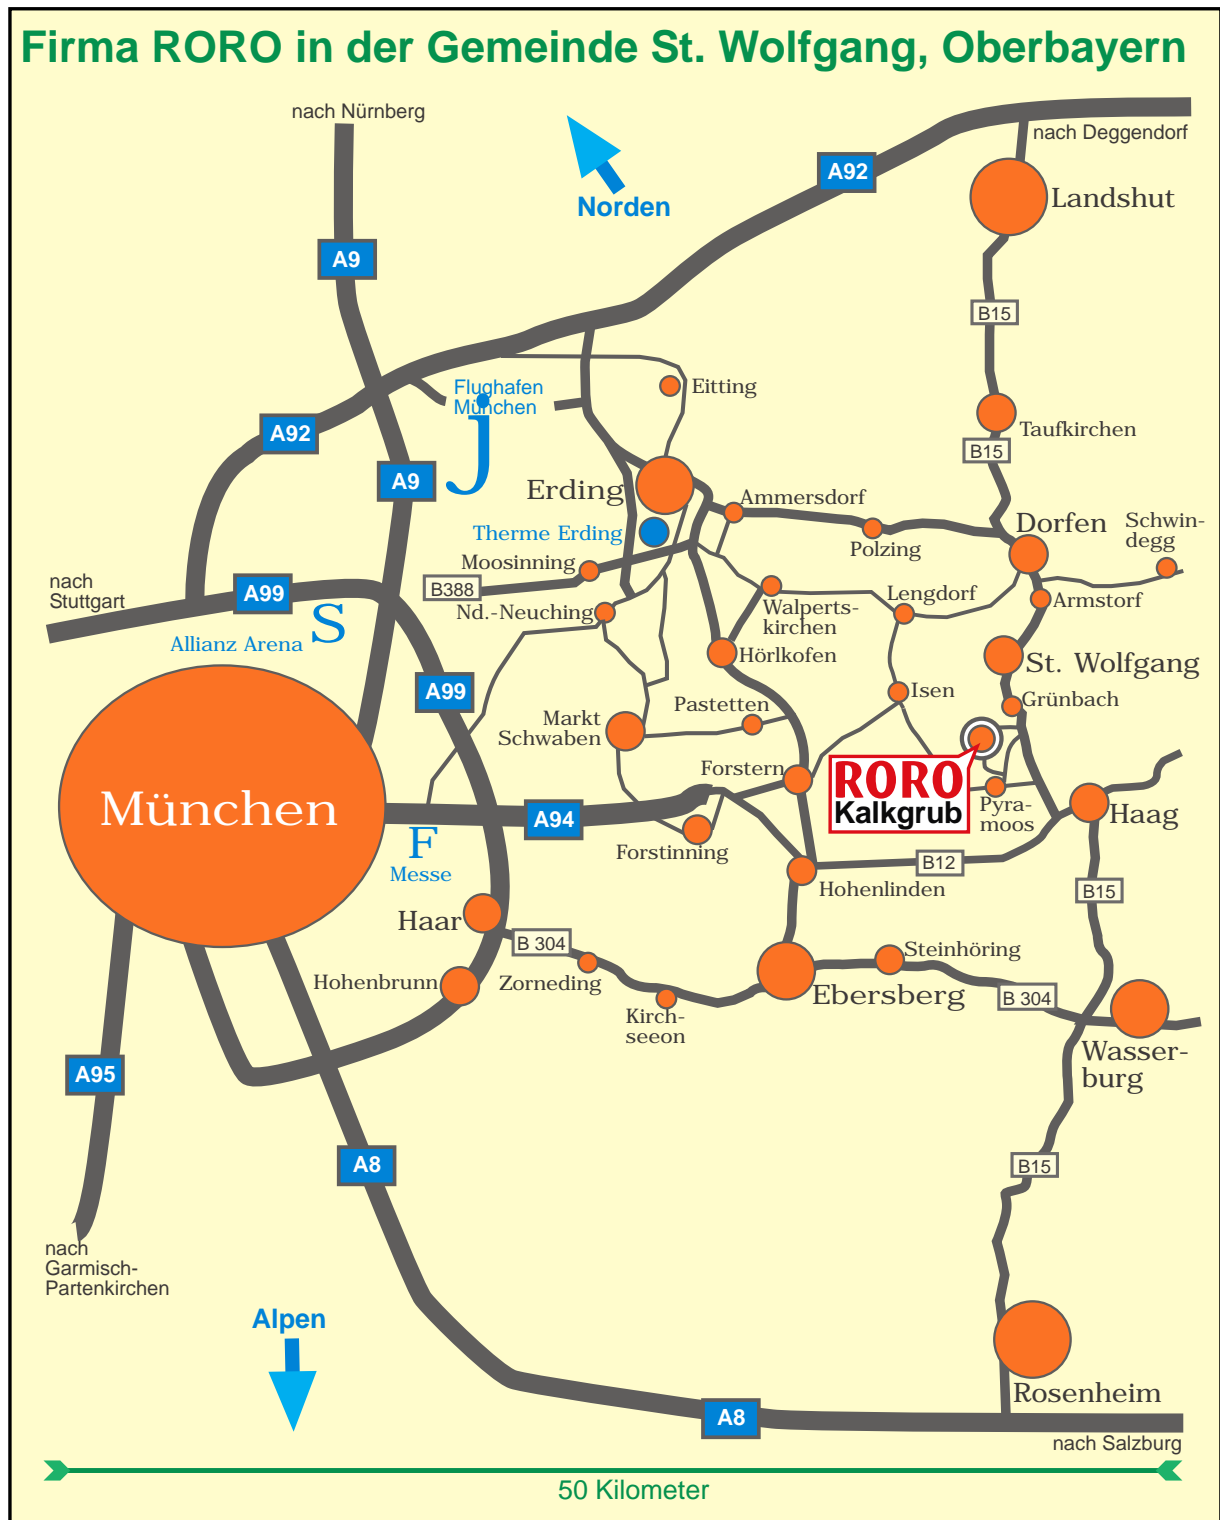 Firma RORO in der Gemeinde St. Wolfgang, Oberbayern
nach Nürnberg
nach Deggendorf
A92
Norden
Landshut
A9
B15
Flughafen
München
j
Eitting
A92
Taufkirchen
B15
A9
Erding
Ammersdorf
Therme Erding
Polzing
Dorfen
Schwin-
degg
Moosinning
nach
Stuttgart
A99
B388
Nd.-Neuching
Walperts-
kirchen
Lengdorf
Armstorf
S
Allianz Arena
Hörlkofen
St. Wolfgang
A99
Isen
Grünbach
Pastetten
Markt
Schwaben
Forstern
RORO
Kalkgrub
Pyra-
moos
Haag
München
A94
F
Messe
Forstinning
B12
Hohenlinden
B15
Haar
B 304
Steinhöring
Hohenbrunn
Zorneding
Ebersberg
B 304
Kirch-
seeon
Wasser-
burg
A95
A8
B15
nach
Garmisch-
Partenkirchen
Alpen
Rosenheim
A8
nach Salzburg
50 Kilometer